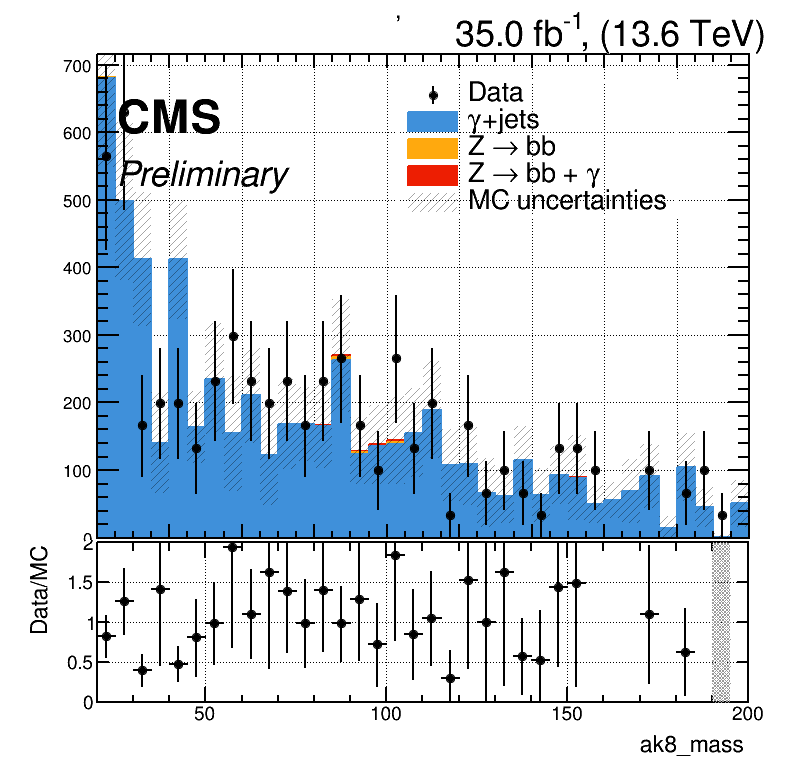 ,
35.0 fb⁻¹, (13.6 TeV)
700
600
500
400
300
200
100
0
CMS
Preliminary
Data
γ+jets
Z → bb
Z → bb + γ
MC uncertainties
Data/MC
2
1.5
1
0.5
0
50 100 150 200
ak8_mass